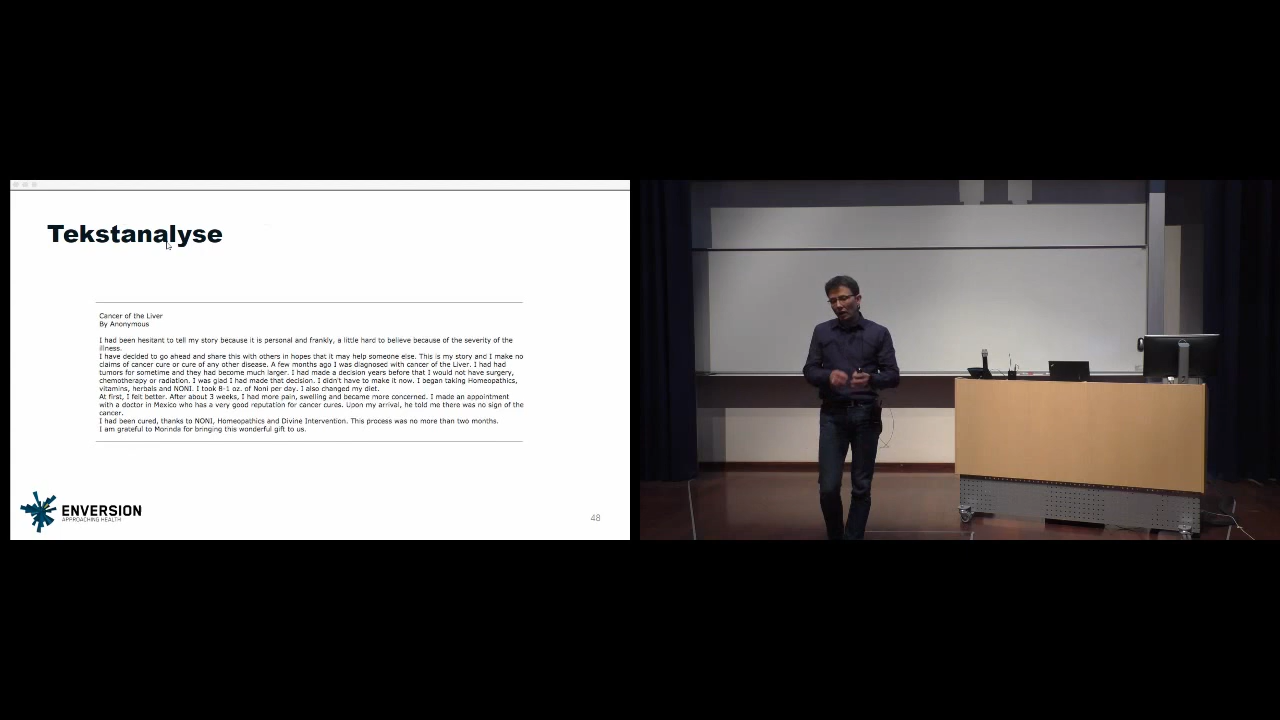 Tekstanalyse
Cancer of the Liver
By Anonymous
I had been hesitant to tell my story because it is personal and frankly, a little hard to believe because of the severity of the
illness.
I have decided to go ahead and share this with others in hopes that it may help someone else. This is my story and I make no
claims of cancer cure or cure of any other disease. A few months ago I was diagnosed with cancer of the Liver. I had had
tumors for sometime and they had become much larger. I had made a decision years before that I would not have surgery,
chemotherapy or radiation. I was glad I had made that decision. I didn't have to make it now. I began taking Homeopathics,
vitamins, herbals and NONI. I took 8-1 oz. of Noni per day. I also changed my diet.
At first, I felt better. After about 3 weeks, I had more pain, swelling and became more concerned. I made an appointment
with a doctor in Mexico who has a very good reputation for cancer cures. Upon my arrival, he told me there was no sign of the
cancer.
I had been cured, thanks to NONI, Homeopathics and Divine Intervention. This process was no more than two months.
I am grateful to Morinda for bringing this wonderful gift to us.
ENVERSION
APPROACHING HEALTH
48